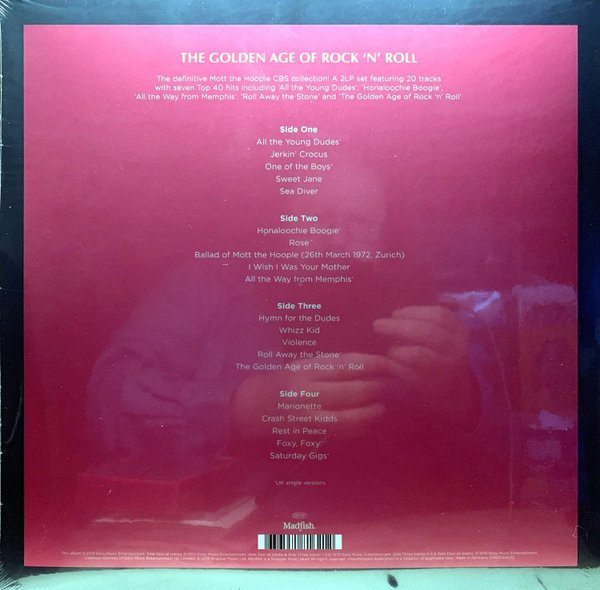 THE GOLDEN AGE OF ROCK 'N' ROLL
The definitive Mott the Hoople CBS collection! A 2LP set featuring 20 tracks
with seven Top 40 hits including 'All the Young Dudes', 'Honaloochie Boogie',
'All the Way from Memphis', 'Roll Away the Stone' and 'The Golden Age of Rock 'n' Roll'.
Side One
All the Young Dudes*
Jerkin' Crocus
One of the Boys*
Sweet Jane
Sea Diver
Side Two
Honaloochie Boogie*
Rose*
Ballad of Mott the Hoople (26th March 1972, Zurich)
I Wish I Was Your Mother
All the Way from Memphis*
Side Three
Hymn for the Dudes
Whizz Kid
Violence
Roll Away the Stone*
The Golden Age of Rock 'n' Roll
Side Four
Marionette
Crash Street Kidds
Rest in Peace
Foxy, Foxy*
Saturday Gigs*
*UK single versions
Madfish.